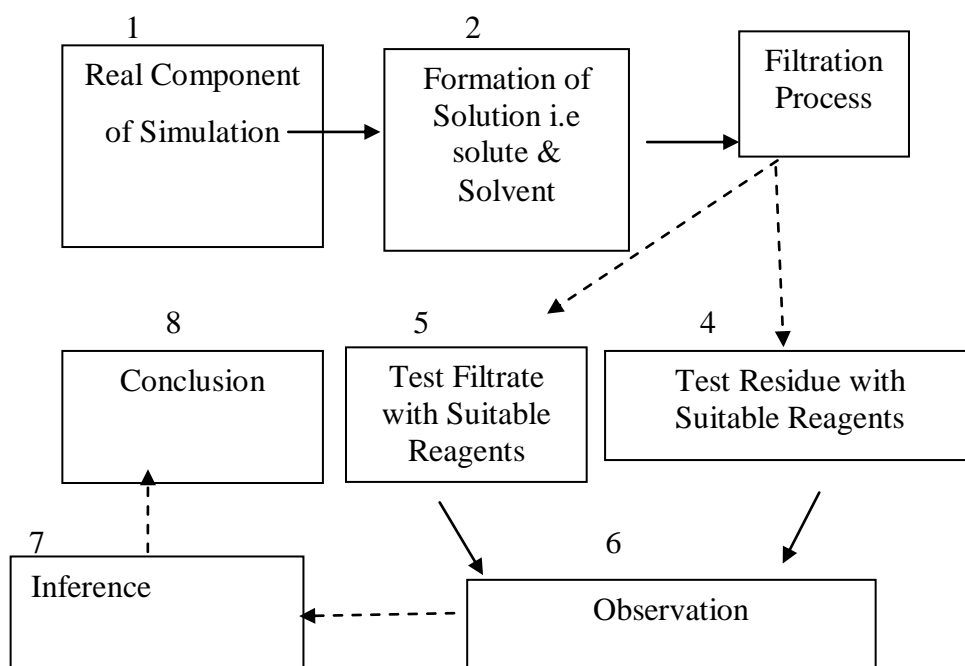 1
Real Component
of Simulation
2
Formation of
Solution i.e
solute &
Solvent
Filtration
Process
8
Conclusion
5
Test Filtrate
with Suitable
Reagents
4
Test Residue with
Suitable Reagents
7
Inference
6
Observation